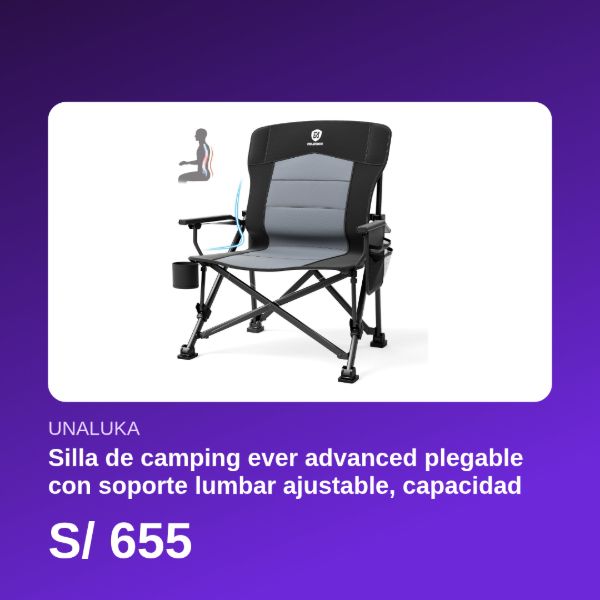 UNALUKA
Silla de camping ever advanced plegable
con soporte lumbar ajustable, capacidad
S/ 655